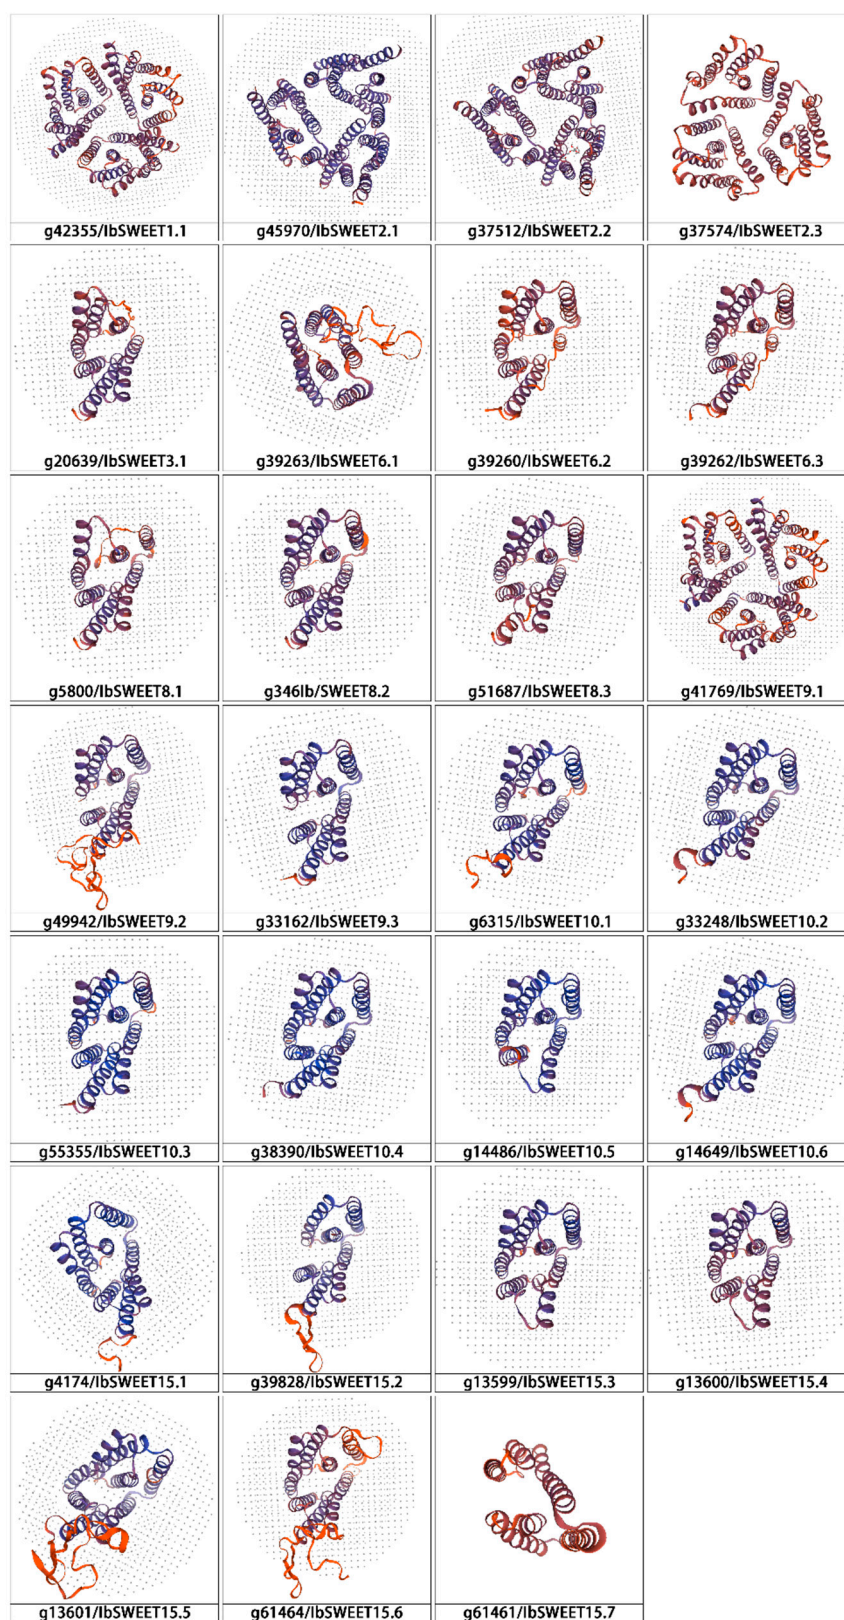 g42355/IbSWEET1.1
g45970/IbSWEET2.1
g37512/IbSWEET2.2
g37574/IbSWEET2.3
g20639/IbSWEET3.1
g39263/IbSWEET6.1
g39260/IbSWEET6.2
g39262/IbSWEET6.3
g5800/IbSWEET8.1
g346Ib/SWEET8.2
g51687/IbSWEET8.3
g41769/IbSWEET9.1
g49942/IbSWEET9.2
g33162/IbSWEET9.3
g6315/IbSWEET10.1
g33248/IbSWEET10.2
g55355/IbSWEET10.3
g38390/IbSWEET10.4
g14486/IbSWEET10.5
g14649/IbSWEET10.6
g4174/IbSWEET15.1
g39828/IbSWEET15.2
g13599/IbSWEET15.3
g13600/IbSWEET15.4
g13601/IbSWEET15.5
g61464/IbSWEET15.6
g61461/IbSWEET15.7